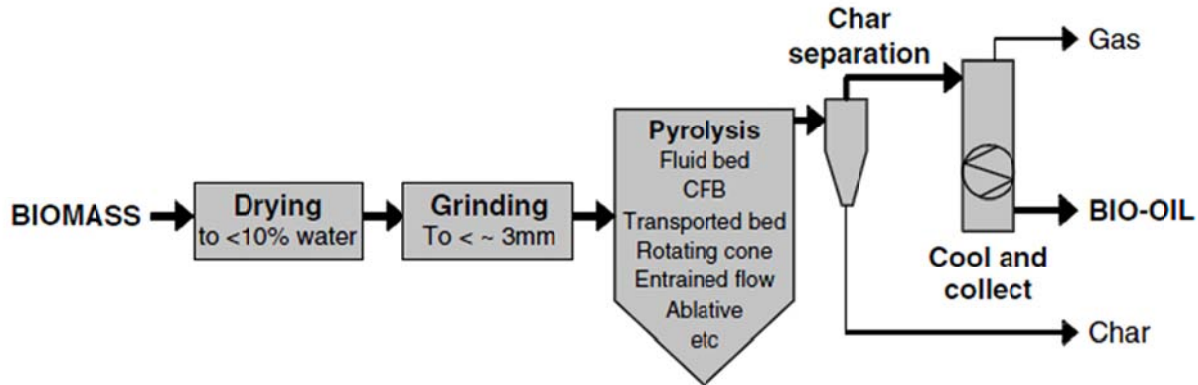 BIOMASS
Drying
to <10% water
Grinding
To < ~ 3mm
Pyrolysis
Fluid bed
CFB
Transported bed
Rotating cone
Entrained flow
Ablative
etc
Char
separation
Gas
BIO-OIL
Cool and
collect
Char